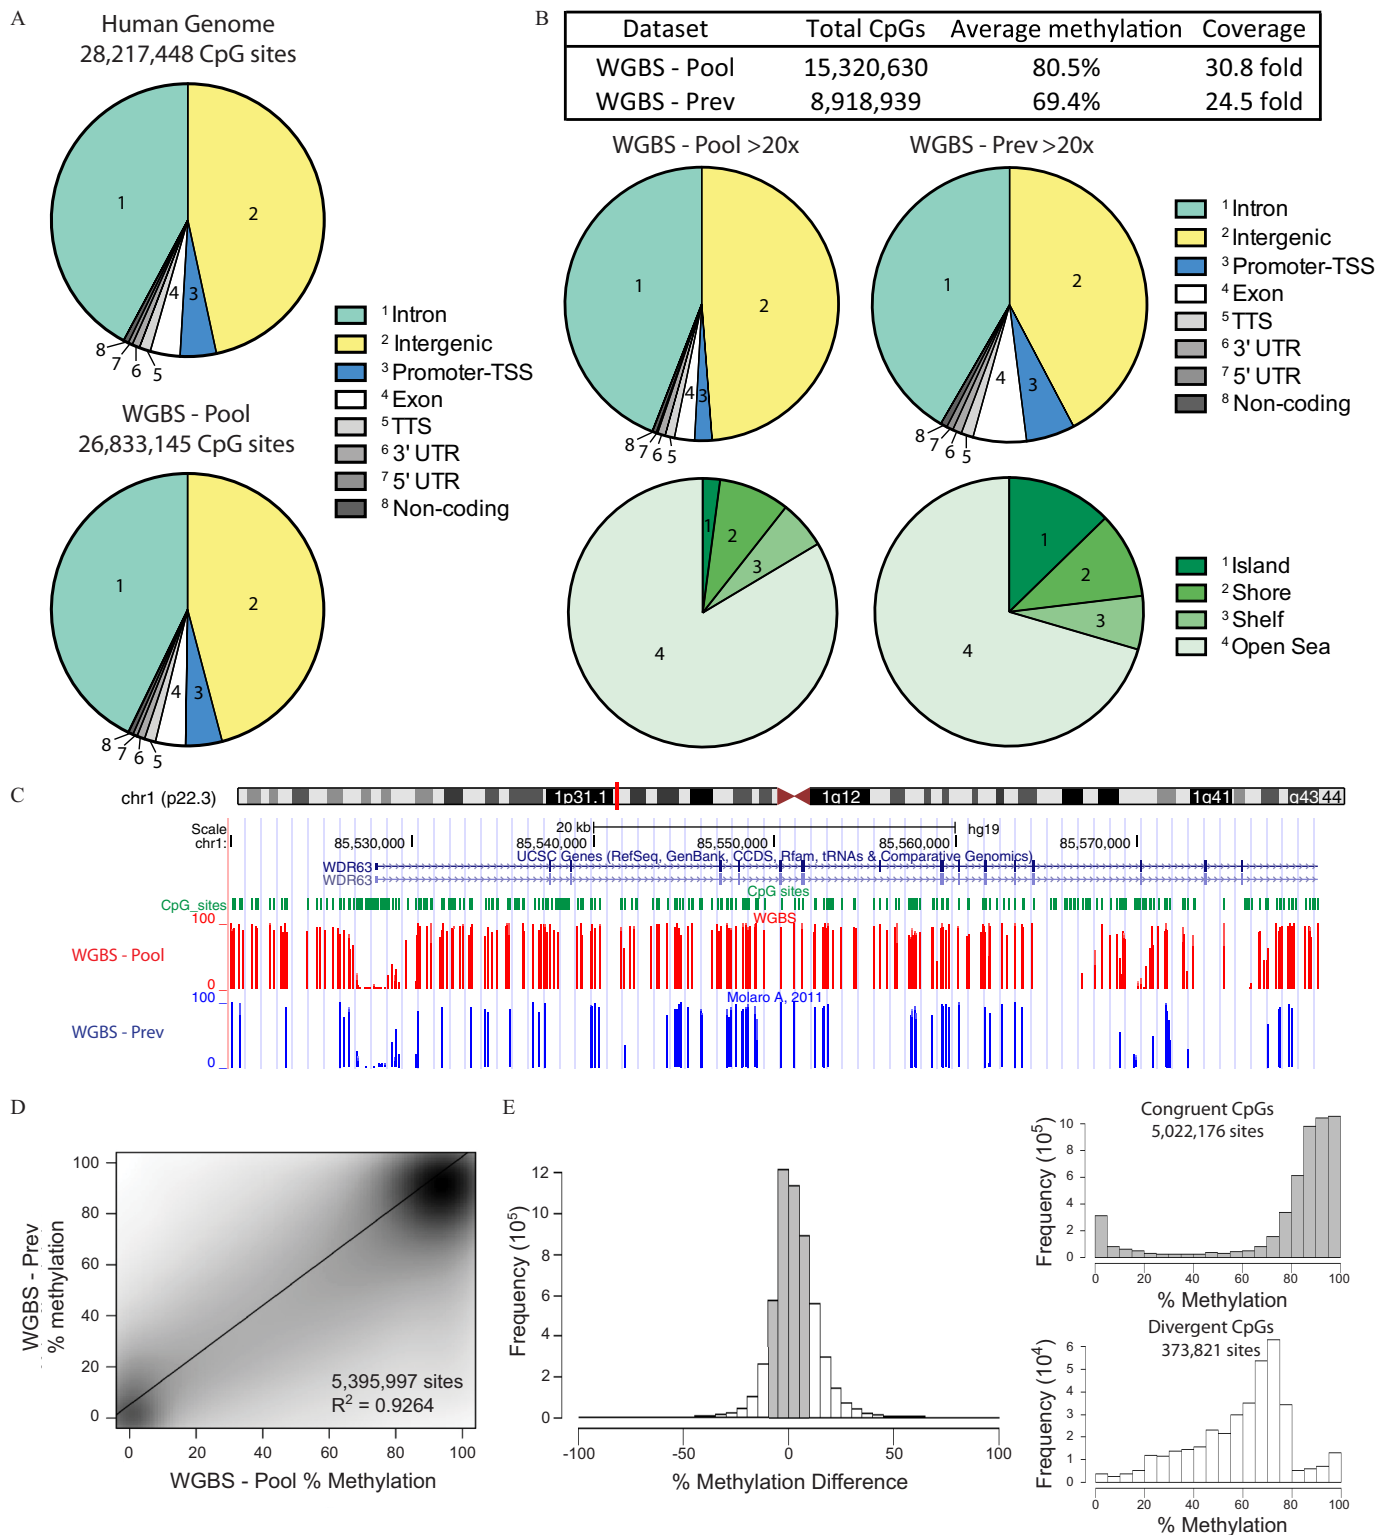 A
Human Genome
28,217,448 CpG sites
1
2
3
4
5
6
7
8
WGBS - Pool
26,833,145 CpG sites
1
2
3
4
5
6
7
8
1 Intron
2 Intergenic
3 Promoter-TSS
4 Exon
5 TTS
6 3' UTR
7 5' UTR
8 Non-coding
B
Dataset Total CpGs Average methylation Coverage
WGBS - Pool 15,320,630 80.5% 30.8 fold
WGBS - Prev 8,918,939 69.4% 24.5 fold
WGBS - Pool >20x
1
2
3
4
5
6
7
8
WGBS - Prev >20x
1
2
3
4
5
6
7
8
1 Intron
2 Intergenic
3 Promoter-TSS
4 Exon
5 TTS
6 3' UTR
7 5' UTR
8 Non-coding
1
2
3
4
1
2
3
4
1 Island
2 Shore
3 Shelf
4 Open Sea
C
chr1 (p22.3) 1p31.1 1q12 1q41 q43 44
Scale 20 kb hg19
chr1: 85,530,000 85,540,000 85,550,000 85,560,000 85,570,000
UCSC Genes (RefSeq, GenBank, CCDS, Rfam, tRNAs & Comparative Genomics)
WDR63
WDR63
CpG sites
CpG_sites
WGBS
100
WGBS - Pool
0
Molaro A, 2011
100
WGBS - Prev
0
D
WGBS - Prev
% methylation
100
80
60
40
20
0
5,395,997 sites
R² = 0.9264
0 20 40 60 80 100
WGBS - Pool % Methylation
E
Frequency (10⁵)
12
10
8
6
4
2
0
-100 -50 0 50 100
% Methylation Difference
Congruent CpGs
5,022,176 sites
Frequency (10⁵)
10
8
6
4
2
0
0 20 40 60 80 100
% Methylation
Divergent CpGs
373,821 sites
Frequency (10⁴)
6
5
4
3
2
1
0
0 20 40 60 80 100
% Methylation